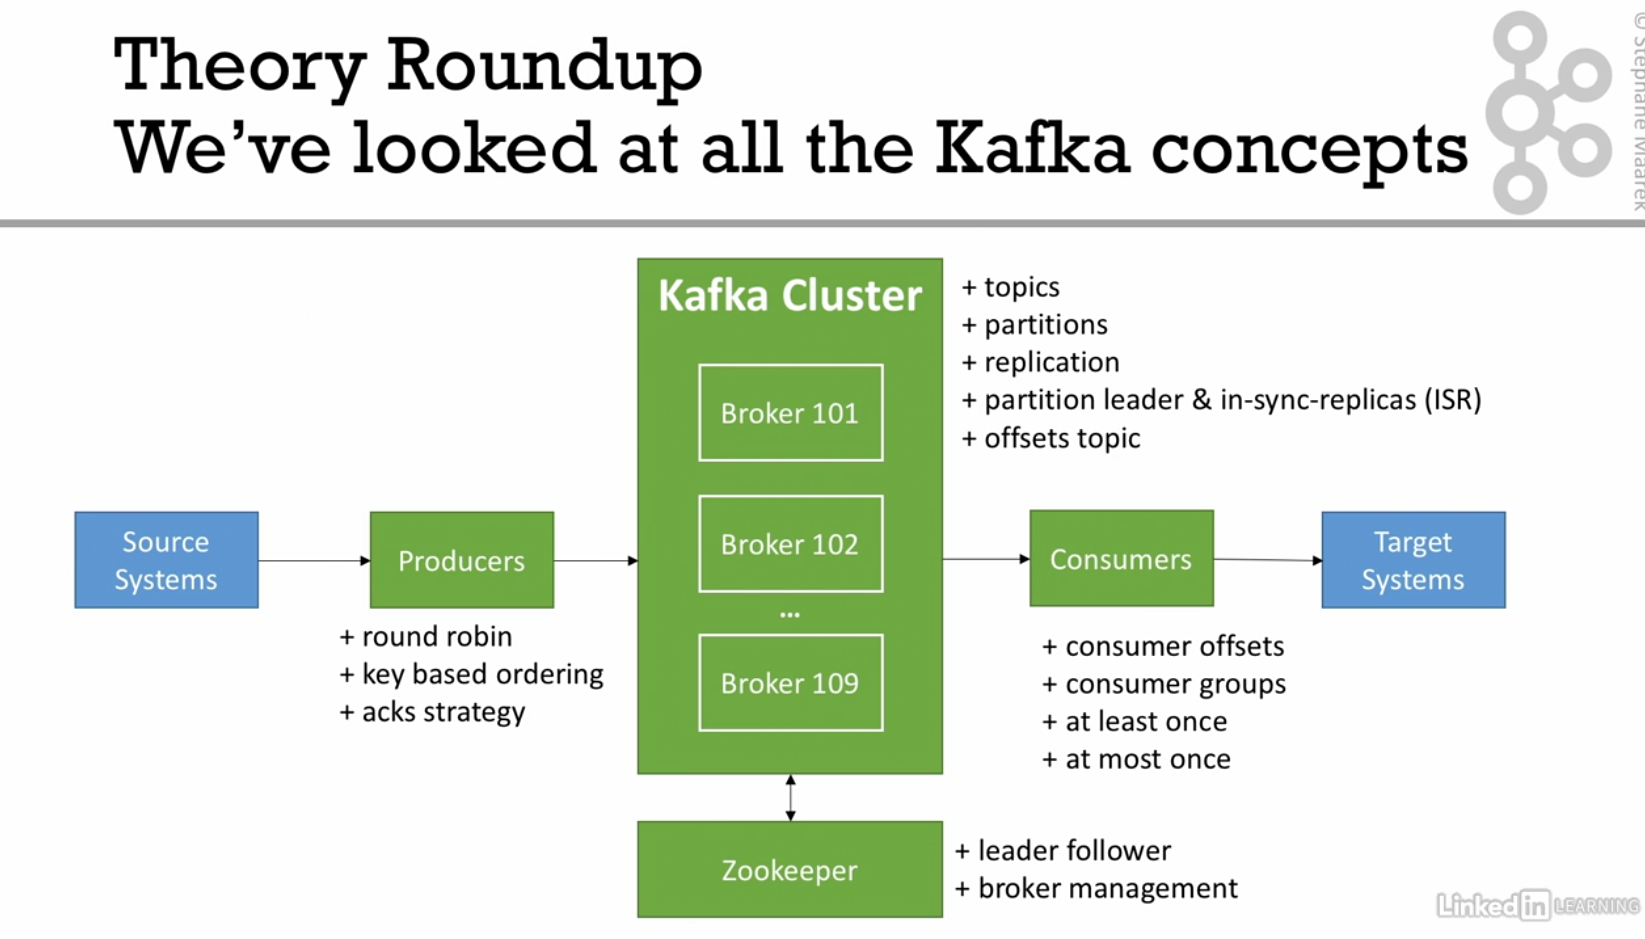 Theory Roundup
We've looked at all the Kafka concepts
© Stephane Maarek
Kafka Cluster
Broker 101
Broker 102
...
Broker 109
+ topics
+ partitions
+ replication
+ partition leader & in-sync-replicas (ISR)
+ offsets topic
Source
Systems
Producers
+ round robin
+ key based ordering
+ acks strategy
Consumers
+ consumer offsets
+ consumer groups
+ at least once
+ at most once
Target
Systems
Zookeeper
+ leader follower
+ broker management
Linked in LEARNING